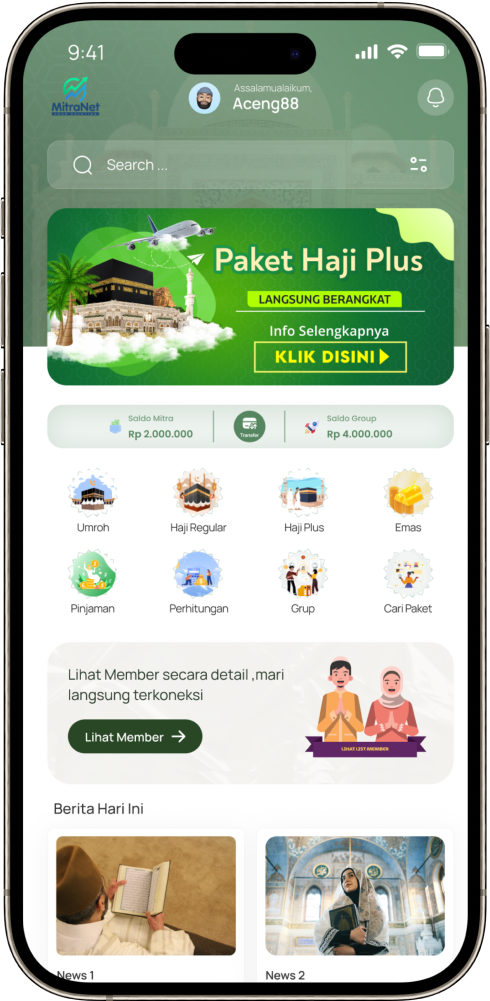 9:41
MitraNet
Assalamualaikum,
Aceng88
Search ...
Paket Haji Plus
LANGSUNG BERANGKAT
Info Selengkapnya
KLIK DISINI
Saldo Mitra
Rp 2.000.000
Transfer
Saldo Group
Rp 4.000.000
Umroh
Haji Regular
Haji Plus
Emas
Pinjaman
Perhitungan
Grup
Cari Paket
Lihat Member secara detail ,mari
langsung terkoneksi
Lihat Member
LIHAT LIST MEMBER
Berita Hari Ini
News 1
News 2